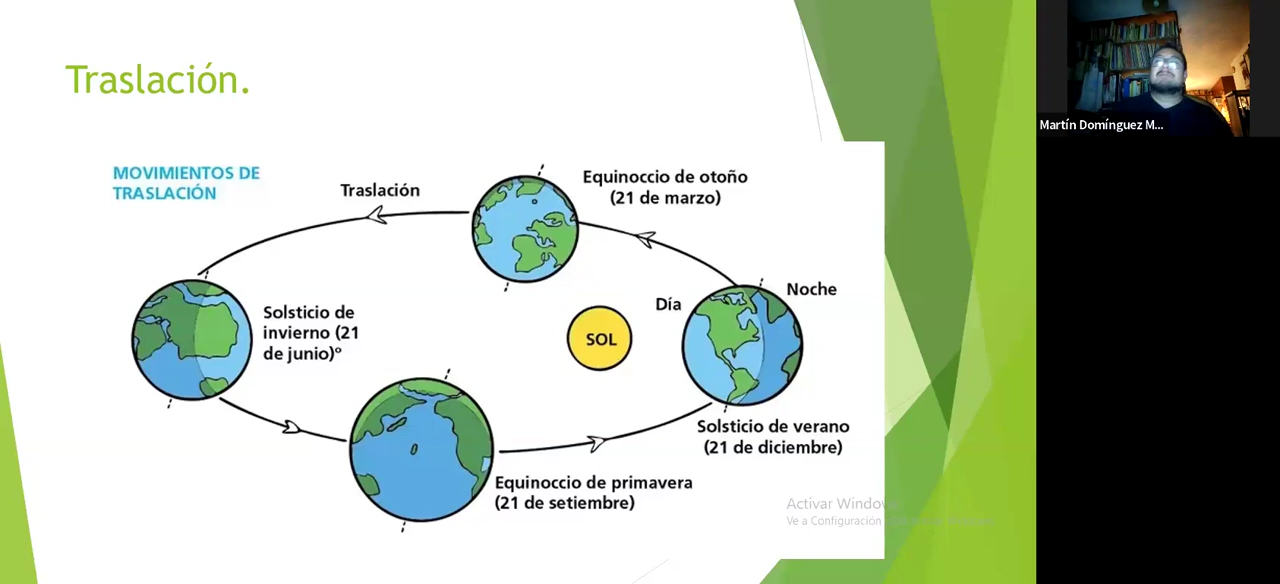 Traslación.
MOVIMIENTOS DE
TRASLACIÓN
Traslación
Equinoccio de otoño
(21 de marzo)
Día
Noche
Solsticio de
invierno (21
de junio)º
SOL
Solsticio de verano
(21 de diciembre)
Equinoccio de primavera
(21 de setiembre)
Activar Windows
Ve a Configuración
Martín Domínguez M...